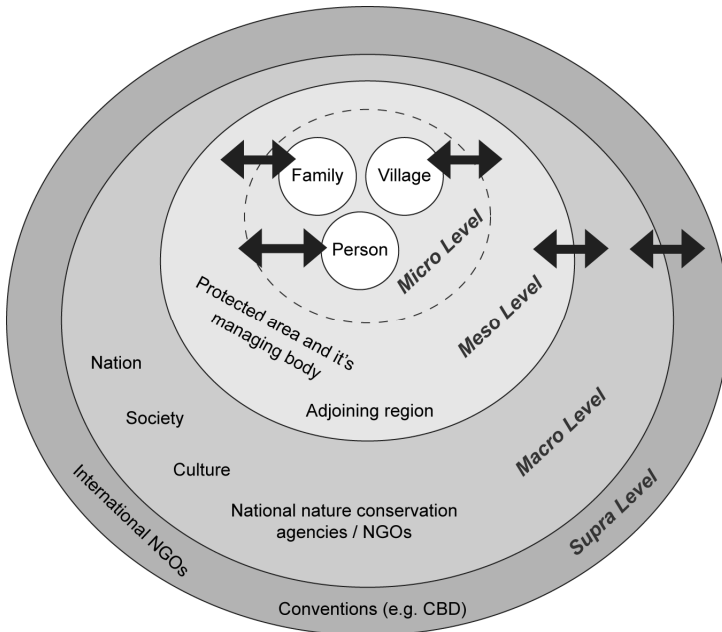 Family
Village
Person
Micro Level
Protected area and it's
managing body
Meso Level
Adjoining region
Nation
Society
Culture
Macro Level
National nature conservation
agencies / NGOs
International NGOs
Supra Level
Conventions (e.g. CBD)